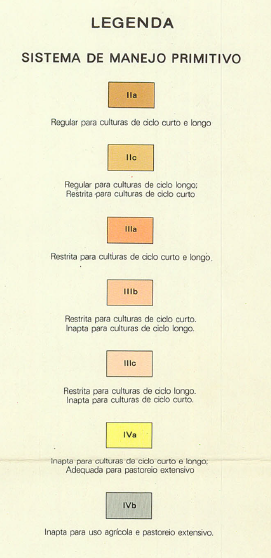 LEGENDA
SISTEMA DE MANEJO PRIMITIVO
IIa
Regular para culturas de ciclo curto e longo
IIc
Regular para culturas de ciclo longo;
Restrita para culturas de ciclo curto
IIIa
Restrita para culturas de ciclo curto e longo.
IIIb
Restrita para culturas de ciclo curto.
Inapta para culturas de ciclo longo.
IIIc
Restrita para culturas de ciclo longo.
Inapta para culturas de ciclo curto.
IVa
Inapta para culturas de ciclo curto e longo;
Adequada para pastoreio extensivo
IVb
Inapta para uso agrícola e pastoreio extensivo.